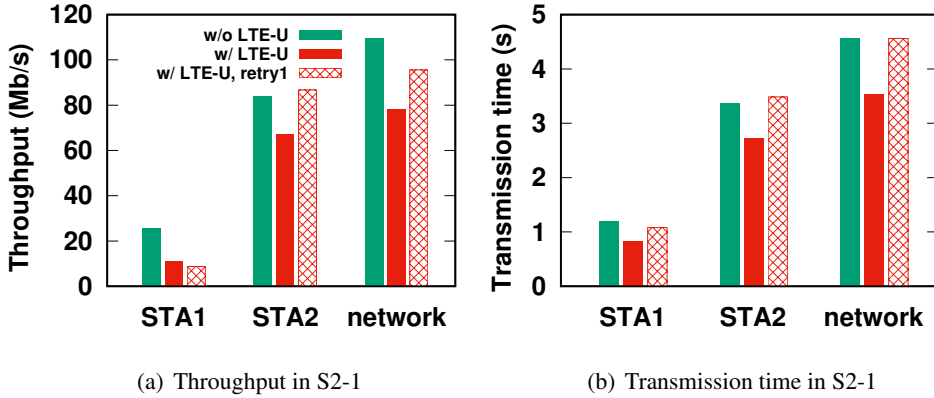 Throughput (Mb/s)
120
100
80
60
40
20
0
w/o LTE-U
w/ LTE-U
w/ LTE-U, retry1
STA1 STA2 network
(a) Throughput in S2-1
Transmission time (s)
5
4
3
2
1
0
STA1 STA2 network
(b) Transmission time in S2-1